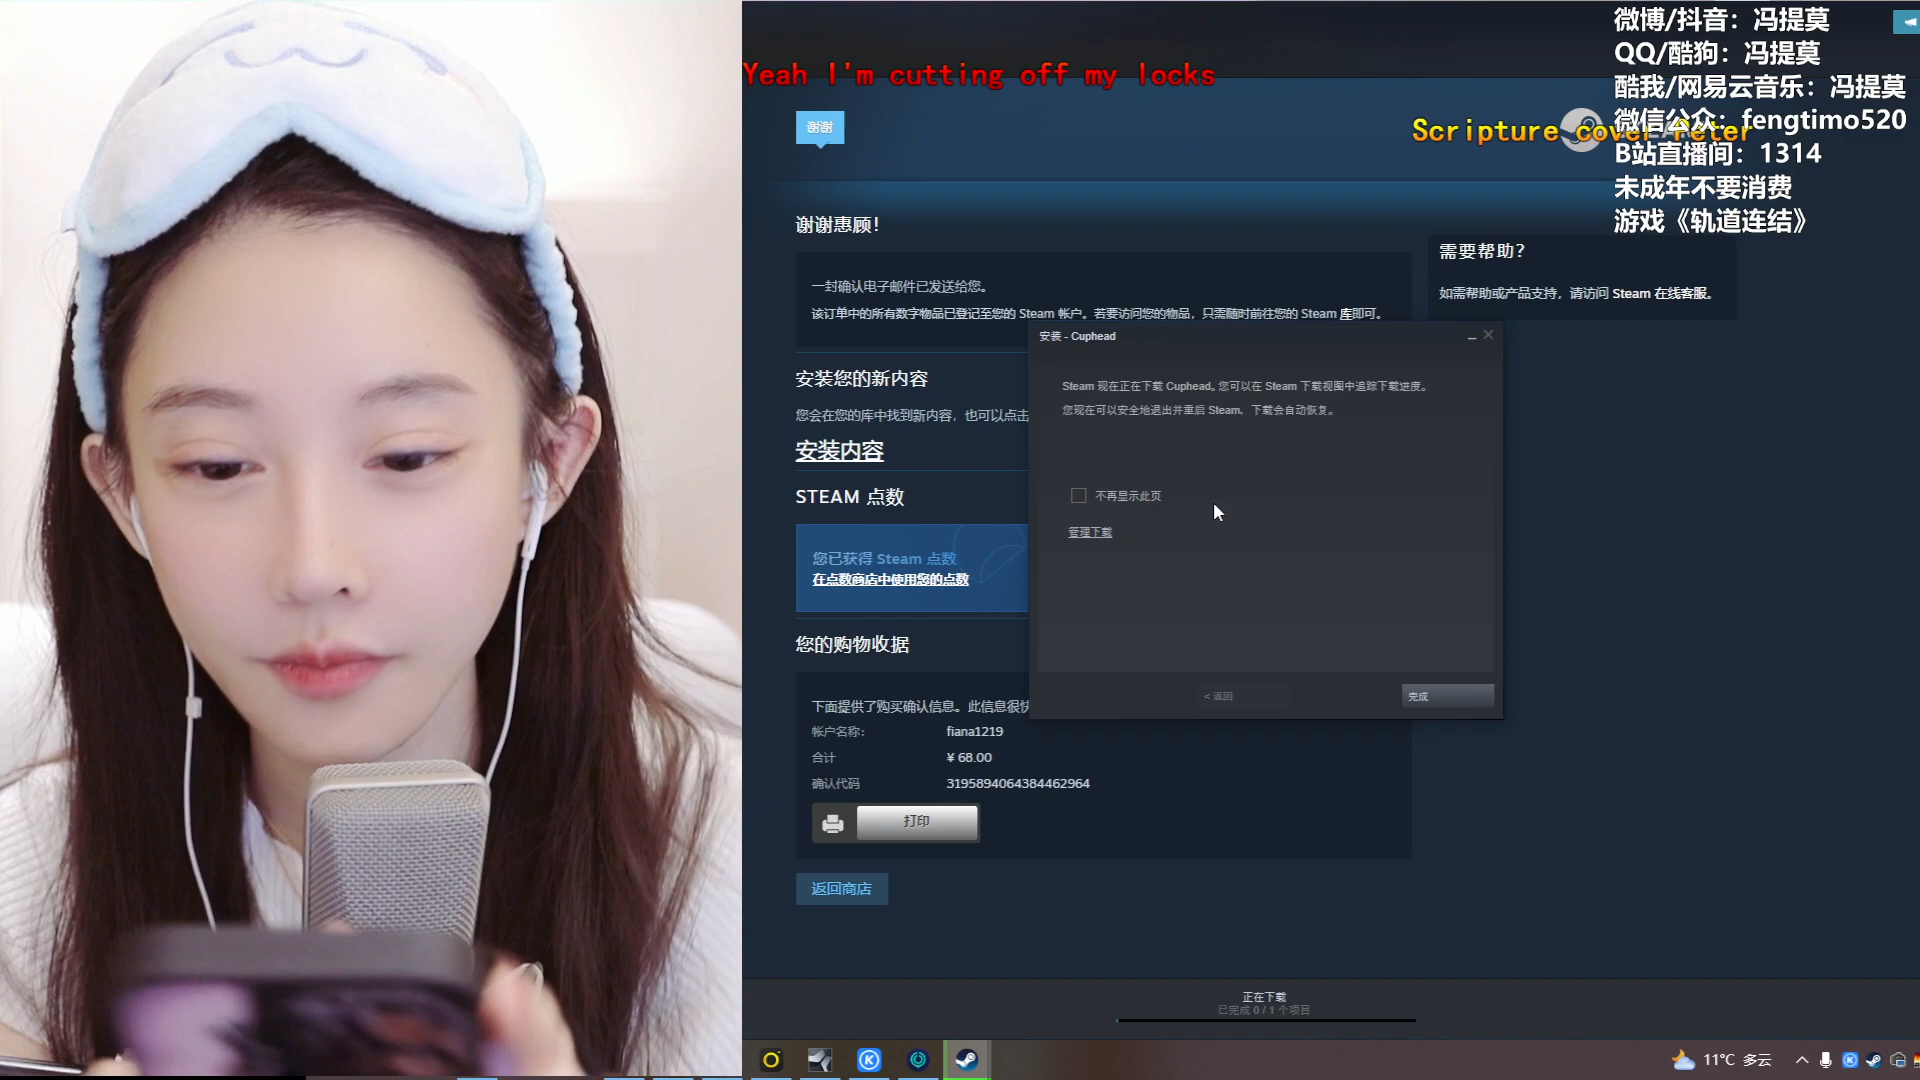 微博/抖音：冯提莫
QQ/酷狗：冯提莫
酷我/网易云音乐：冯提莫
微信公众：fengtimo520
B站直播间：1314
未成年不要消费
游戏《轨道连结》
Yeah I'm cutting off my locks
Scripture cover Peter
谢谢
谢谢惠顾！
一封确认电子邮件已发送给您。
该订单中的所有数字物品已登记至您的 Steam 帐户。若要访问您的物品，只需随时前往您的 Steam 库即可。
需要帮助？
如需帮助或产品支持，请访问 Steam 在线客服。
安装您的新内容
您会在您的库中找到新内容，也可以点击
安装内容
STEAM 点数
您已获得 Steam 点数
在点数商店中使用您的点数
您的购物收据
下面提供了购买确认信息。此信息很快
帐户名称： fiana1219
合计 ¥ 68.00
确认代码 3195894064384462964
打印
返回商店
安装 - Cuphead
Steam 现在正在下载 Cuphead。您可以在 Steam 下载视图中追踪下载进度。
您现在可以安全地退出并重启 Steam，下载会自动恢复。
不再显示此页
管理下载
< 返回
完成
正在下载
已完成 0 / 1 个项目
11°C 多云